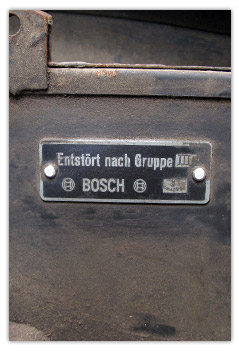 Entstört nach Gruppe III
BOSCH